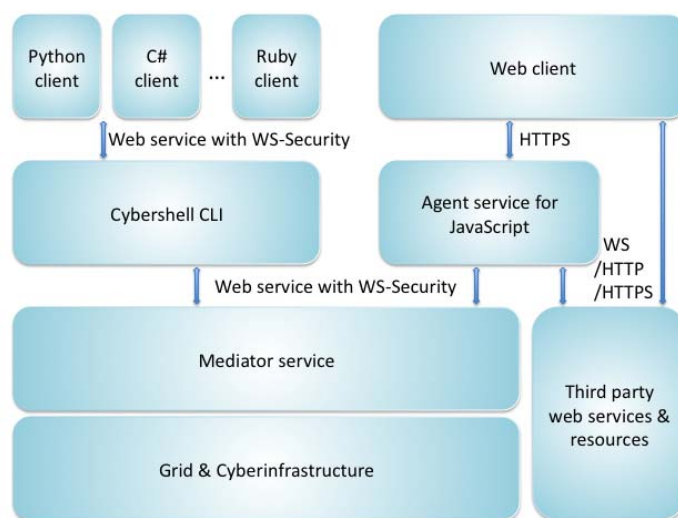 Python
client
C#
client
...
Ruby
client
Web client
Web service with WS-Security
HTTPS
Cybershell CLI
Agent service for
JavaScript
WS
/HTTP
/HTTPS
Web service with WS-Security
Mediator service
Third party
web services &
resources
Grid & Cyberinfrastructure